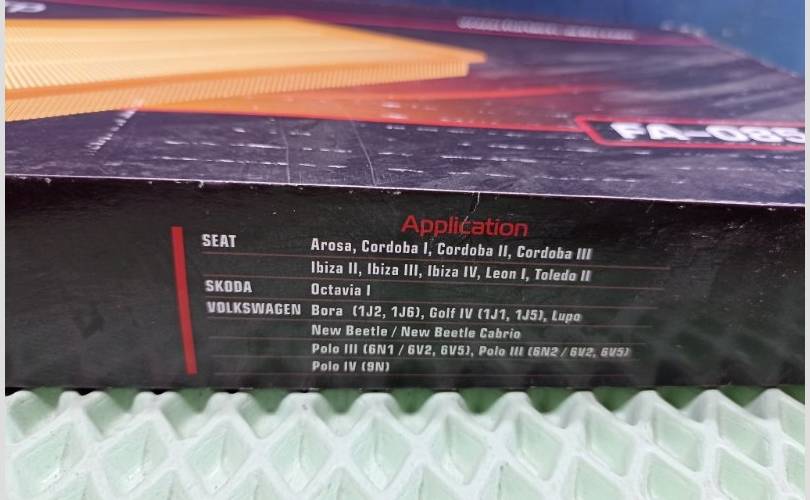 FA-085
Application
SEAT Arosa, Cordoba I, Cordoba II, Cordoba III
Ibiza II, Ibiza III, Ibiza IV, Leon I, Toledo II
SKODA Octavia I
VOLKSWAGEN Bora (1J2, 1J6), Golf IV (1J1, 1J5), Lupo
New Beetle / New Beetle Cabrio
Polo III (6N1 / 6V2, 6V5), Polo III (6N2 / 6V2, 6V5)
Polo IV (9N)